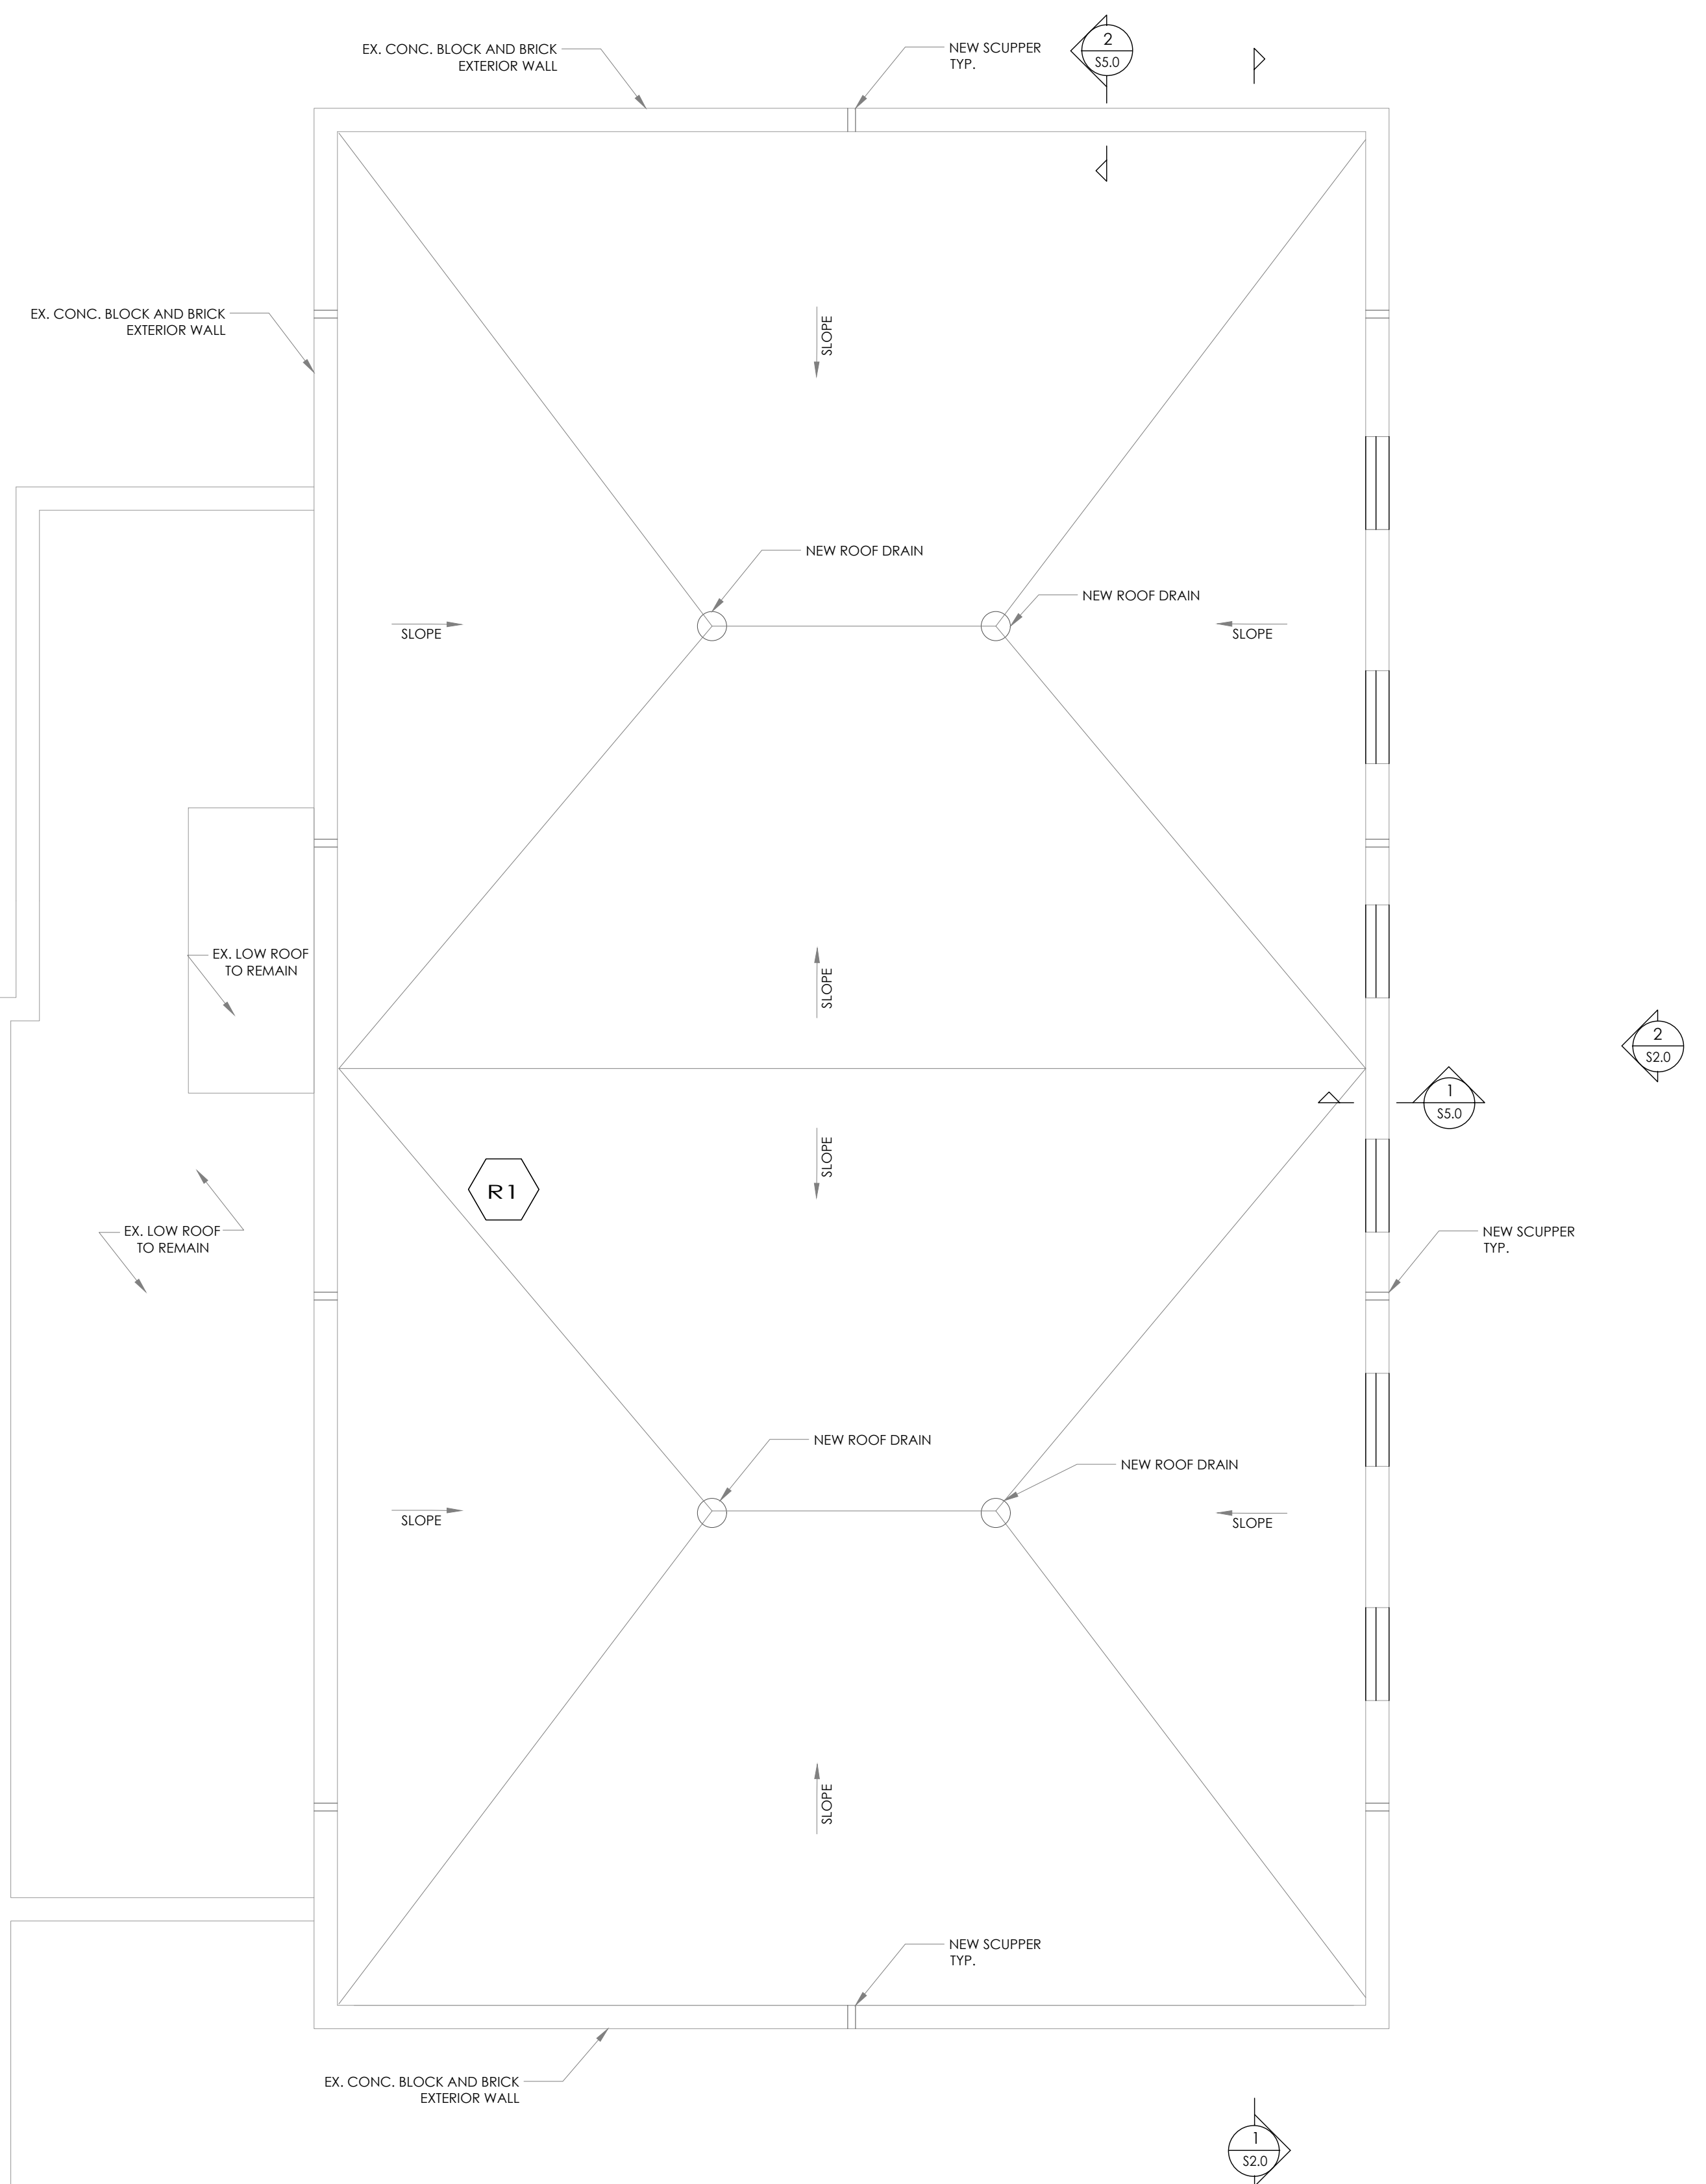 EX. CONC. BLOCK AND BRICK
EXTERIOR WALL
NEW SCUPPER
TYP.
2
S5.0
EX. CONC. BLOCK AND BRICK
EXTERIOR WALL
SLOPE
NEW ROOF DRAIN
NEW ROOF DRAIN
SLOPE
SLOPE
EX. LOW ROOF
TO REMAIN
SLOPE
2
S2.0
1
S5.0
SLOPE
R1
EX. LOW ROOF
TO REMAIN
NEW SCUPPER
TYP.
NEW ROOF DRAIN
NEW ROOF DRAIN
SLOPE
SLOPE
SLOPE
NEW SCUPPER
TYP.
EX. CONC. BLOCK AND BRICK
EXTERIOR WALL
1
S2.0